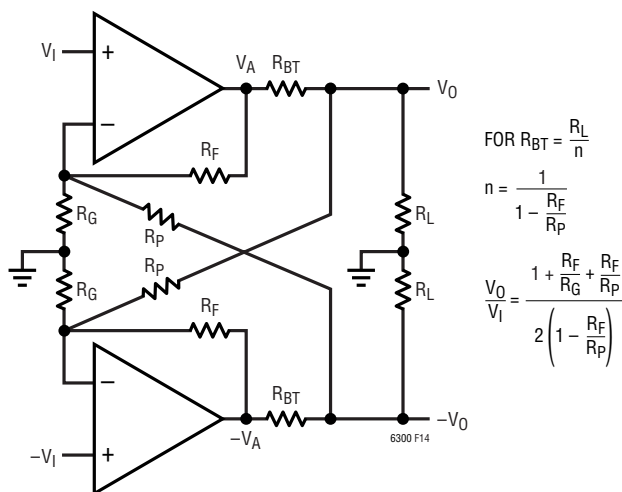 V_I
+
V_A
R_BT
V_O
−
R_F
R_G
R_P
R_L
R_P
R_G
R_L
R_F
−
+
−V_I
−V_A
R_BT
−V_O
6300 F14
FOR R_BT = R_L / n
n = 1 / (1 − R_F / R_P)
V_O / V_I = (1 + R_F / R_G + R_F / R_P) / (2 (1 − R_F / R_P))